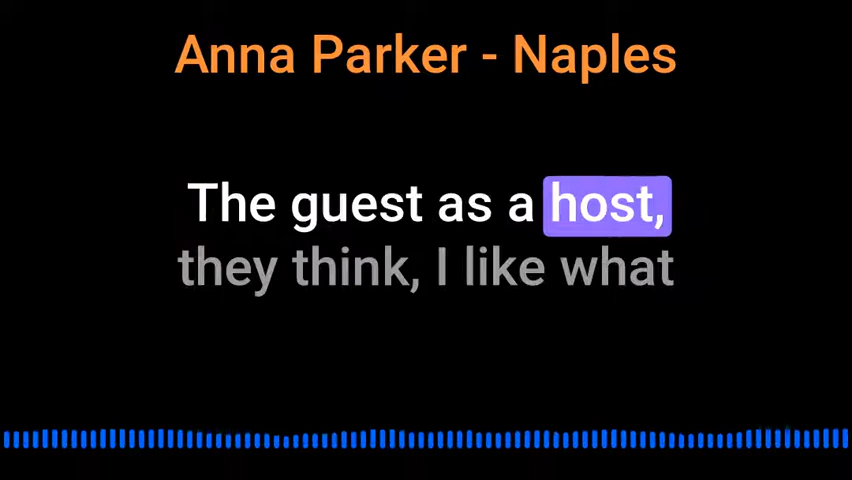 Anna Parker - Naples
The guest as a host,
they think, I like what